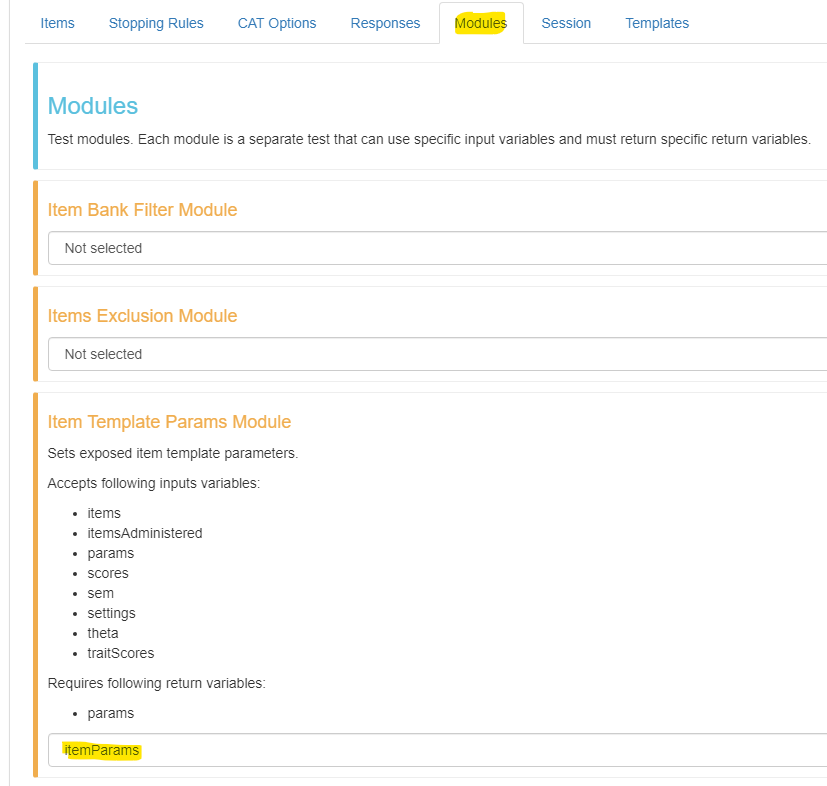 Items Stopping Rules CAT Options Responses Modules Session Templates
Modules
Test modules. Each module is a separate test that can use specific input variables and must return specific return variables.
Item Bank Filter Module
Not selected
Items Exclusion Module
Not selected
Item Template Params Module
Sets exposed item template parameters.
Accepts following inputs variables:
• items
• itemsAdministered
• params
• scores
• sem
• settings
• theta
• traitScores
Requires following return variables:
• params
itemParams